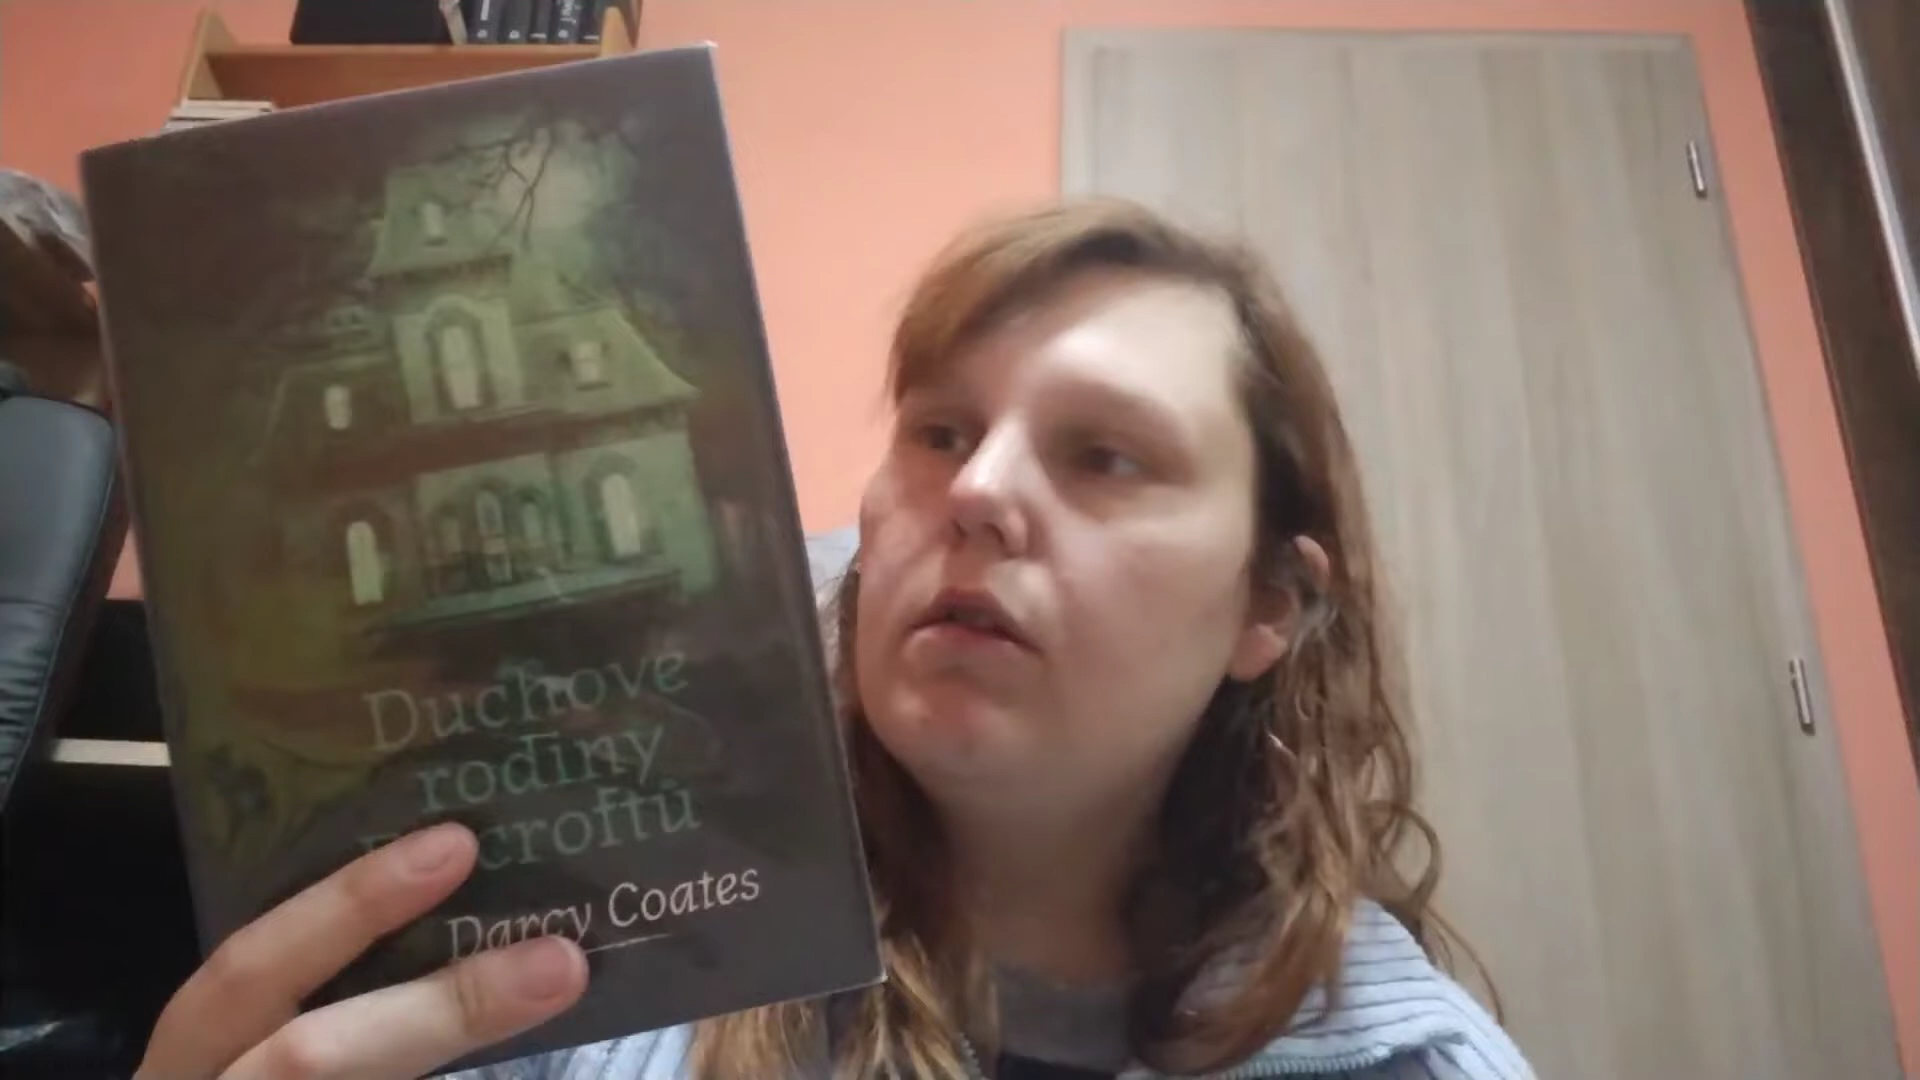 Duchové
rodiny
croftů
Darcy Coates